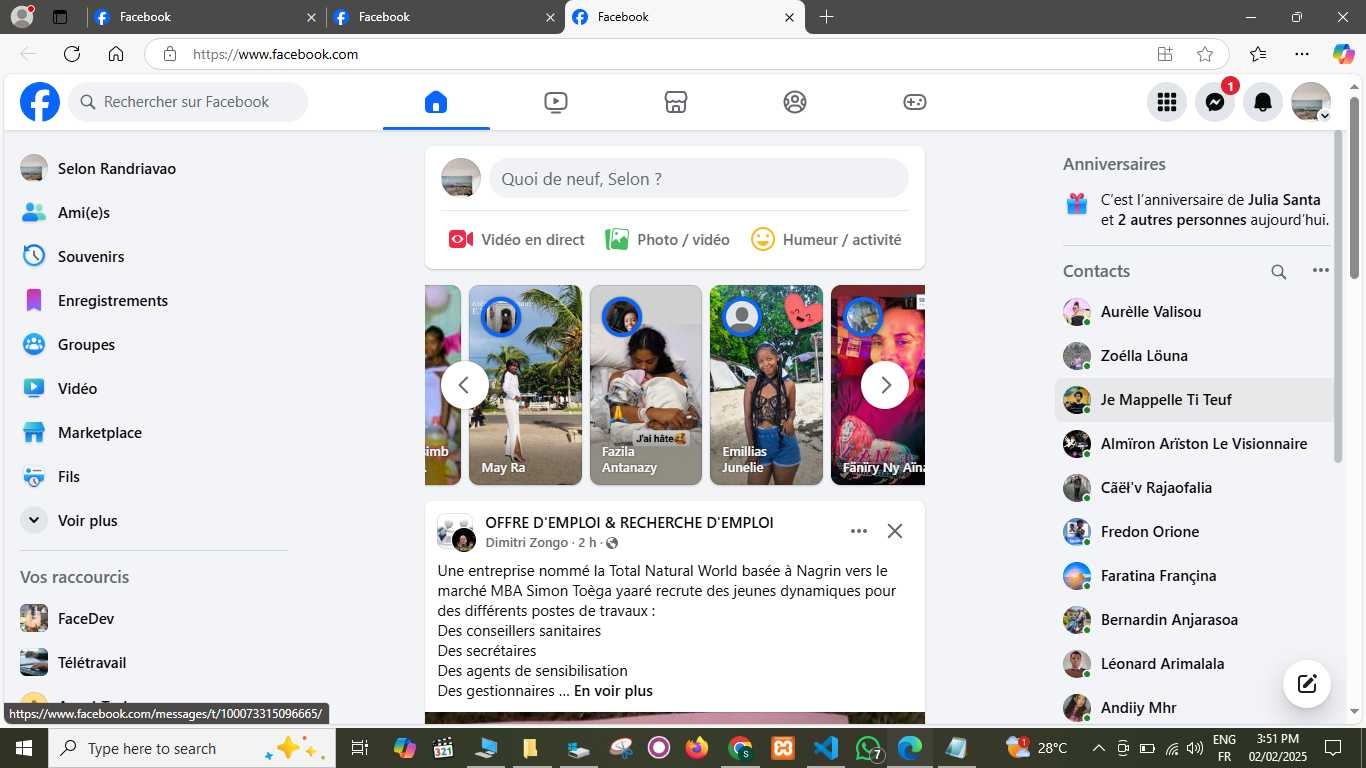 Facebook
Facebook
Facebook
https://www.facebook.com
Rechercher sur Facebook
1
Selon Randriavao
Ami(e)s
Souvenirs
Enregistrements
Groupes
Vidéo
Marketplace
Fils
Voir plus
Vos raccourcis
FaceDev
Télétravail
https://www.facebook.com/messages/t/100073315096665/
Quoi de neuf, Selon ?
Vidéo en direct
Photo / vidéo
Humeur / activité
May Ra
J'ai hâte
Fazila
Antanazy
Emillias
Junelie
OFFRE D'EMPLOI & RECHERCHE D'EMPLOI
Dimitri Zongo · 2 h ·
Une entreprise nommé la Total Natural World basée à Nagrin vers le
marché MBA Simon Toèga yaaré recrute des jeunes dynamiques pour
des différents postes de travaux :
Des conseillers sanitaires
Des secrétaires
Des agents de sensibilisation
Des gestionnaires ... En voir plus
Anniversaires
C'est l'anniversaire de Julia Santa
et 2 autres personnes aujourd'hui.
Contacts
Aurèlle Valisou
Zoélla Löuna
Je Mappelle Ti Teuf
Almïron Arïston Le Visionnaire
Cãël'v Rajaofalia
Fredon Orione
Faratina Françina
Bernardin Anjarasoa
Léonard Arimalala
Andiiy Mhr
Type here to search
321
7
1
28°C
ENG
FR
3:51 PM
02/02/2025